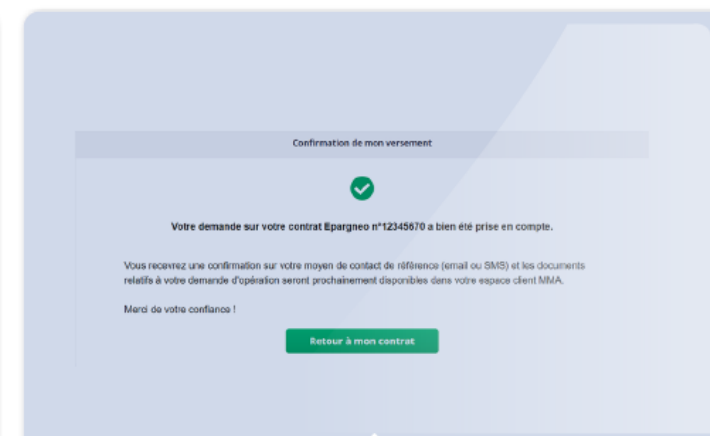 Confirmation de mon versement
Votre demande sur votre contrat Epargneo n°12345670 a bien été prise en compte.
Vous recevrez une confirmation sur votre moyen de contact de référence (email ou SMS) et les documents
relatifs à votre demande d'opération seront prochainement disponibles dans votre espace client MMA.
Merci de votre confiance !
Retour à mon contrat